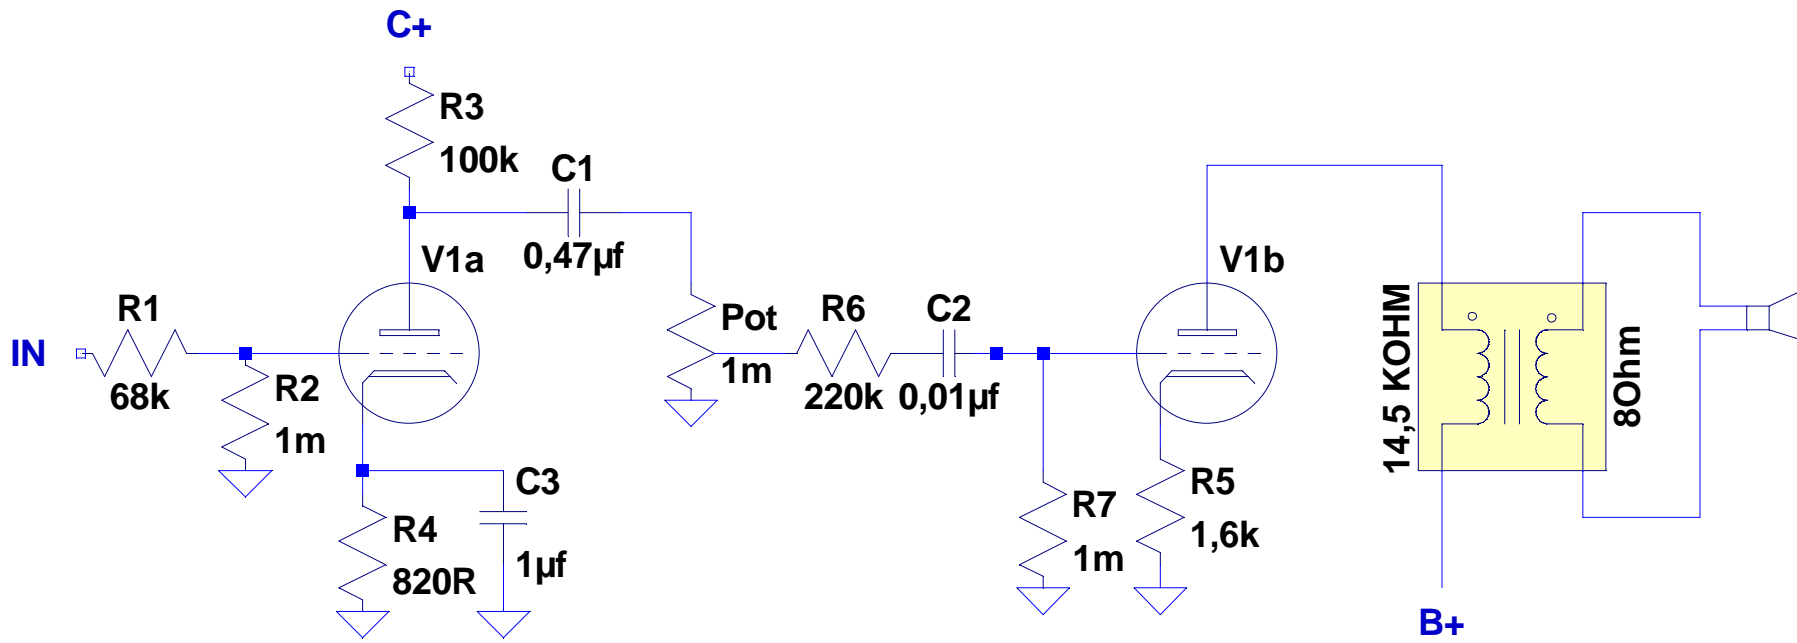 C+
R3
100k
C1
0,47µf
V1a
R1
IN
68k
R2
1m
C3
1µf
R4
820R
Pot
1m
R6
220k
C2
0,01µf
V1b
R7
1m
R5
1,6k
14,5 KOHM
8Ohm
B+